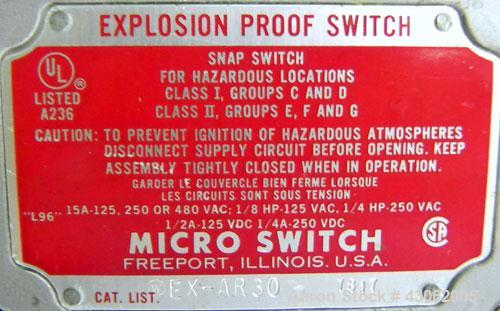 EXPLOSION PROOF SWITCH
UL
®
LISTED
A236
SNAP SWITCH
FOR HAZARDOUS LOCATIONS
CLASS I, GROUPS C AND D
CLASS II, GROUPS E, F AND G
CAUTION: TO PREVENT IGNITION OF HAZARDOUS ATMOSPHERES
DISCONNECT SUPPLY CIRCUIT BEFORE OPENING. KEEP
ASSEMBLY TIGHTLY CLOSED WHEN IN OPERATION.
GARDER LE COUVERCLE BIEN FERME LORSQUE
LES CIRCUITS SONT SOUS TENSION
"L96" 15A-125, 250 OR 480 VAC; 1/8 HP-125 VAC, 1/4 HP-250 VAC
1/2A-125 VDC 1/4A-250 VDC
MICRO SWITCH
FREEPORT, ILLINOIS. U.S.A.
CAT. LIST. EX-AR30
Aaron Stock # 43062005